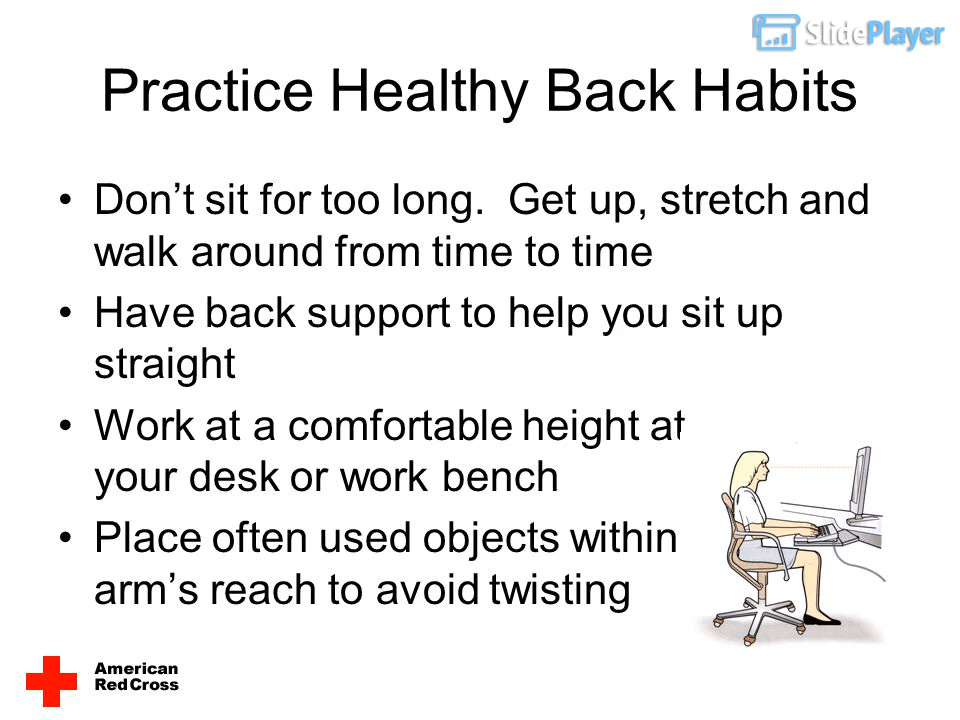 SlidePlayer
Practice Healthy Back Habits
• Don’t sit for too long.  Get up, stretch and
walk around from time to time
• Have back support to help you sit up
straight
• Work at a comfortable height at
your desk or work bench
• Place often used objects within
arm’s reach to avoid twisting
American
Red Cross